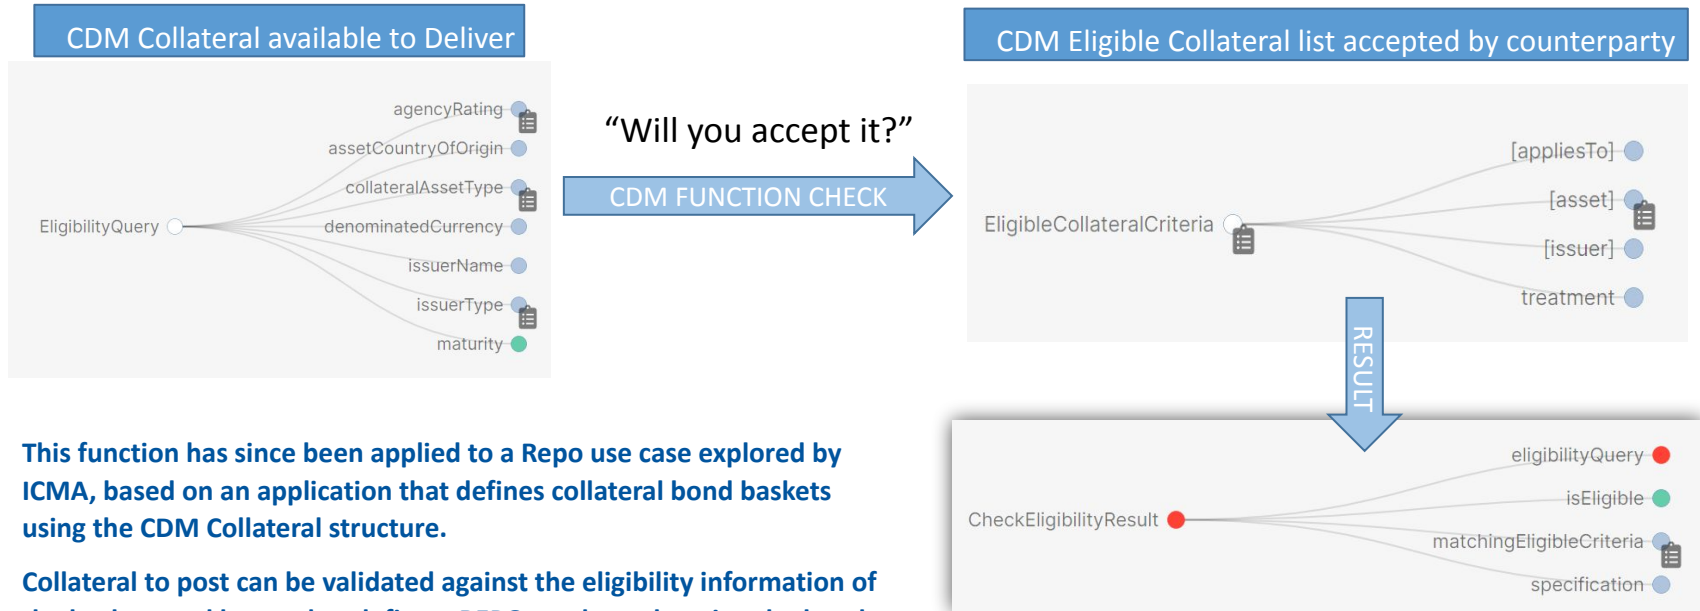 CDM Collateral available to Deliver
agencyRating
assetCountryOfOrigin
collateralAssetType
EligibilityQuery
denominatedCurrency
issuerName
issuerType
maturity
“Will you accept it?”
CDM FUNCTION CHECK
CDM Eligible Collateral list accepted by counterparty
[appliesTo]
[asset]
EligibleCollateralCriteria
[issuer]
treatment
RESULT
eligibilityQuery
isEligible
CheckEligibilityResult
matchingEligibleCriteria
specification
This function has since been applied to a Repo use case explored by
ICMA, based on an application that defines collateral bond baskets
using the CDM Collateral structure.
Collateral to post can be validated against the eligibility information of